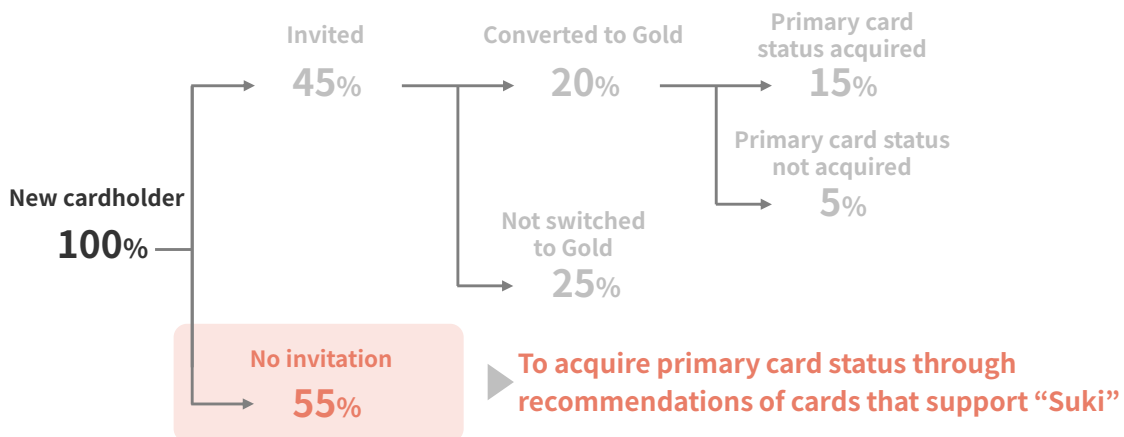 Invited
45%
Converted to Gold
20%
Primary card
status acquired
15%
Primary card status
not acquired
5%
New cardholder
100%
Not switched
to Gold
25%
No invitation
55%
To acquire primary card status through
recommendations of cards that support “Suki”